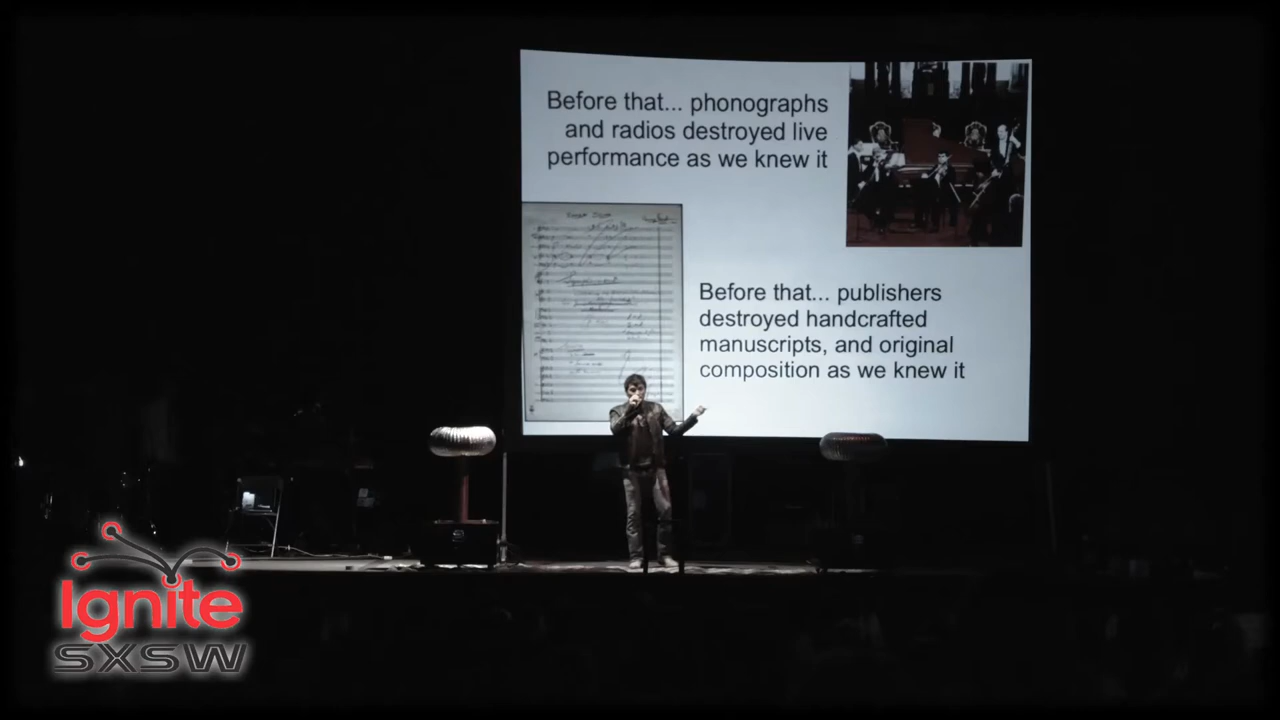 Before that... phonographs
and radios destroyed live
performance as we knew it
Before that... publishers
destroyed handcrafted
manuscripts, and original
composition as we knew it
Ignite
SXSW